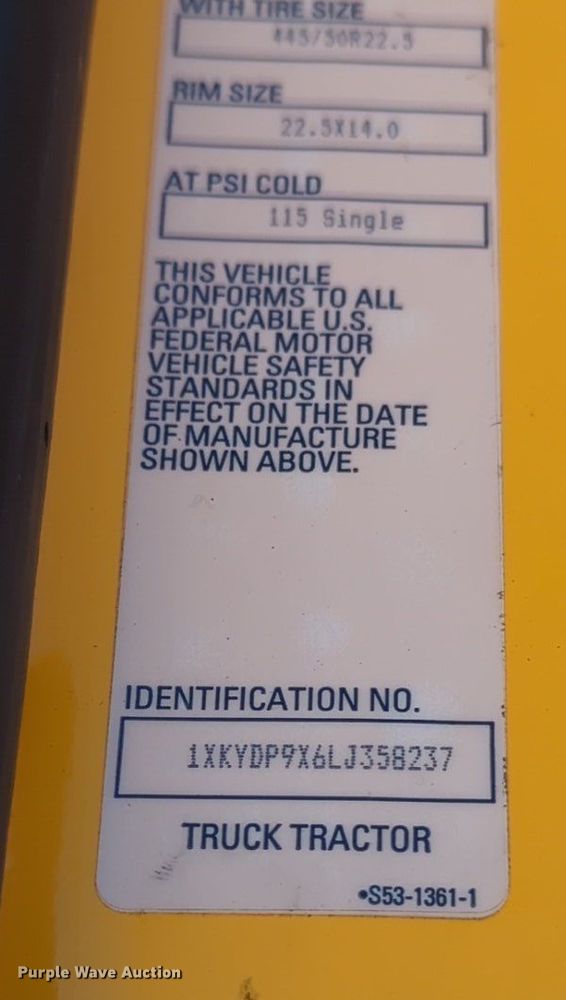 WITH TIRE SIZE
445/50R22.5
RIM SIZE
22.5X14.0
AT PSI COLD
115 Single
THIS VEHICLE
CONFORMS TO ALL
APPLICABLE U.S.
FEDERAL MOTOR
VEHICLE SAFETY
STANDARDS IN
EFFECT ON THE DATE
OF MANUFACTURE
SHOWN ABOVE.
IDENTIFICATION NO.
1XKYDP9X6LJ358237
TRUCK TRACTOR
•S53-1361-1
Purple Wave Auction